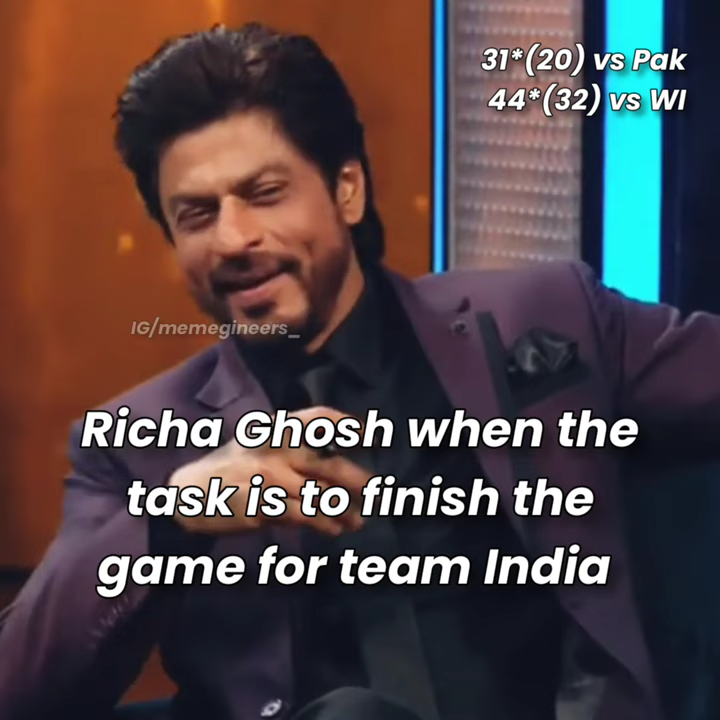 31*(20) vs Pak
44*(32) vs WI
IG/memegineers_
Richa Ghosh when the
task is to finish the
game for team India